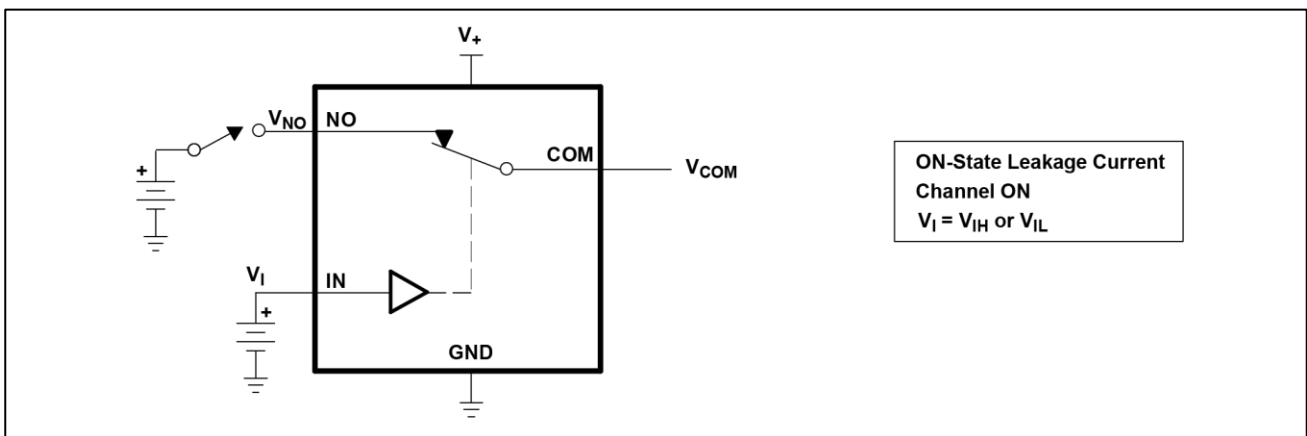 V+
VNO NO
COM
VCOM
+
VI IN
+
GND
ON-State Leakage Current
Channel ON
VI = VIH or VIL